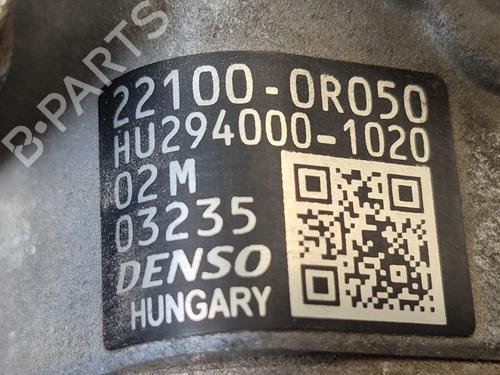 B-PARTS
22100-0R050
HU294000-1020
02M
03235
DENSO
HUNGARY